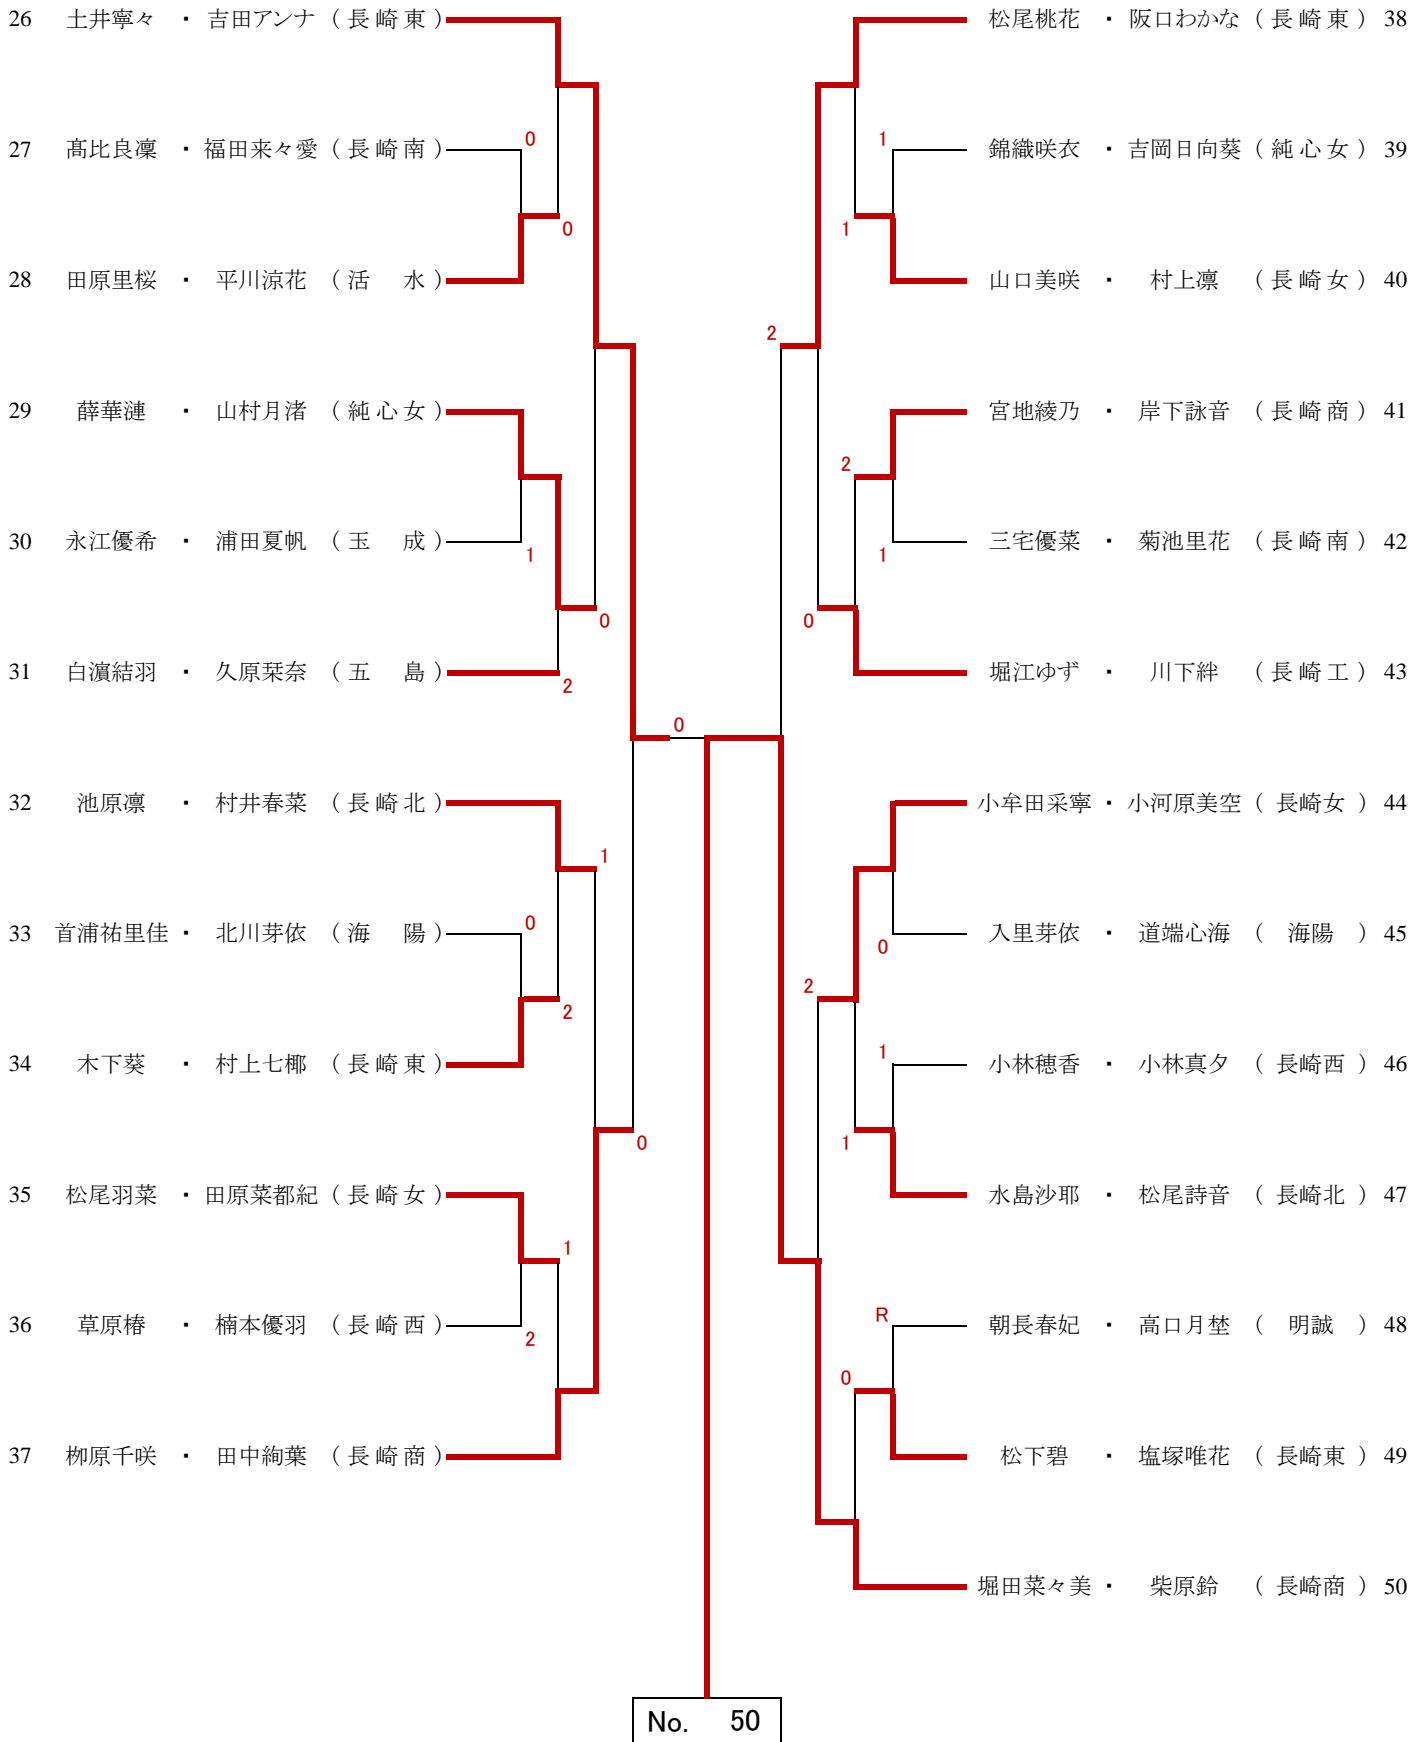 26 土井寧々 ・ 吉田アンナ （長崎東）
27 髙比良凜 ・ 福田来々愛 （長崎南）
0
0
28 田原里桜 ・ 平川涼花 （活 水）
29 薛華漣 ・ 山村月渚 （純心女）
30 永江優希 ・ 浦田夏帆 （玉 成）
1
0
31 白濵結羽 ・ 久原栞奈 （五 島）
2
0
32 池原凛 ・ 村井春菜 （長崎北）
1
33 首浦祐里佳 ・ 北川芽依 （海 陽）
0
2
34 木下葵 ・ 村上七椰 （長崎東）
0
35 松尾羽菜 ・ 田原菜都紀 （長崎女）
1
36 草原椿 ・ 楠本優羽 （長崎西）
2
37 栁原千咲 ・ 田中絢葉 （長崎商）
松尾桃花 ・ 阪口わかな （長崎東） 38
1
錦織咲衣 ・ 吉岡日向葵 （純心女） 39
1
山口美咲 ・ 村上凛 （長崎女） 40
2
宮地綾乃 ・ 岸下詠音 （長崎商） 41
2
三宅優菜 ・ 菊池里花 （長崎南） 42
1
0
堀江ゆず ・ 川下絆 （長崎工） 43
小牟田采寧 ・ 小河原美空 （長崎女） 44
入里芽依 ・ 道端心海 （ 海陽 ） 45
0
2
1
小林穂香 ・ 小林真夕 （長崎西） 46
1
水島沙耶 ・ 松尾詩音 （長崎北） 47
R
朝長春妃 ・ 高口月埜 （ 明誠 ） 48
0
松下碧 ・ 塩塚唯花 （長崎東） 49
堀田菜々美 ・ 柴原鈴 （長崎商） 50
No. 50